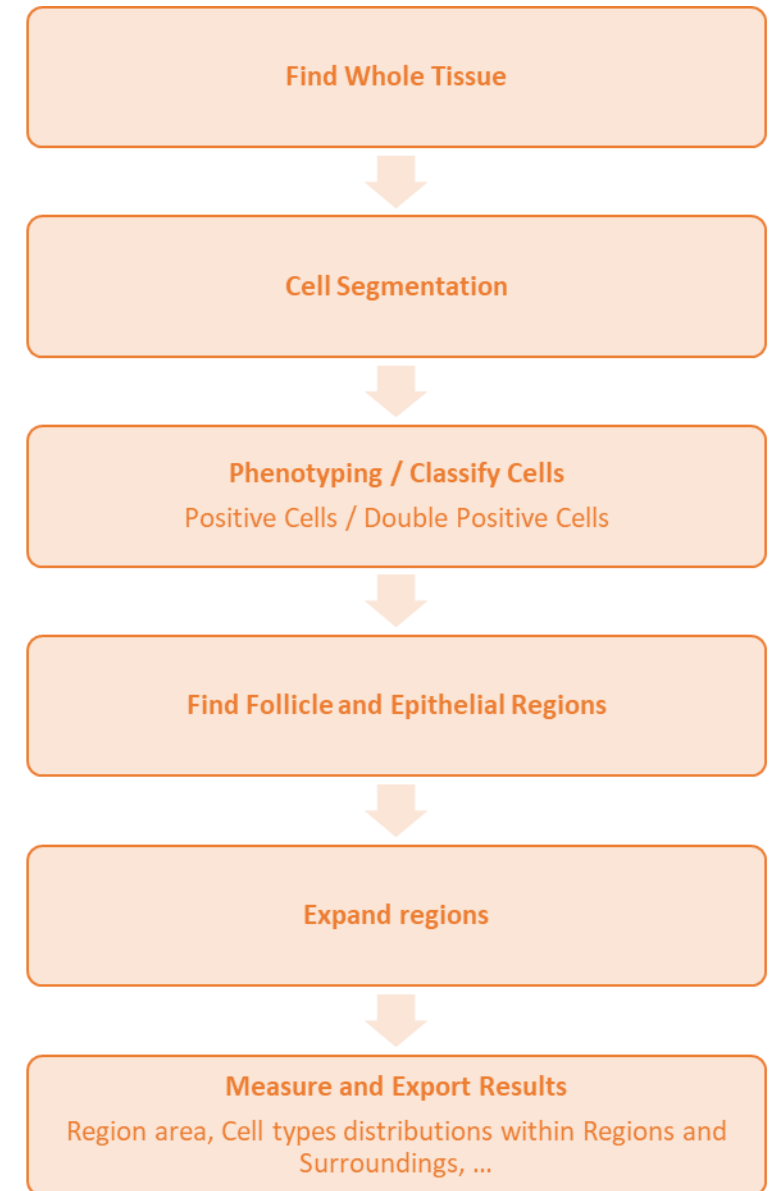 Find Whole Tissue
Cell Segmentation
Phenotyping / Classify Cells
Positive Cells / Double Positive Cells
Find Follicle and Epithelial Regions
Expand regions
Measure and Export Results
Region area, Cell types distributions within Regions and
Surroundings, ...